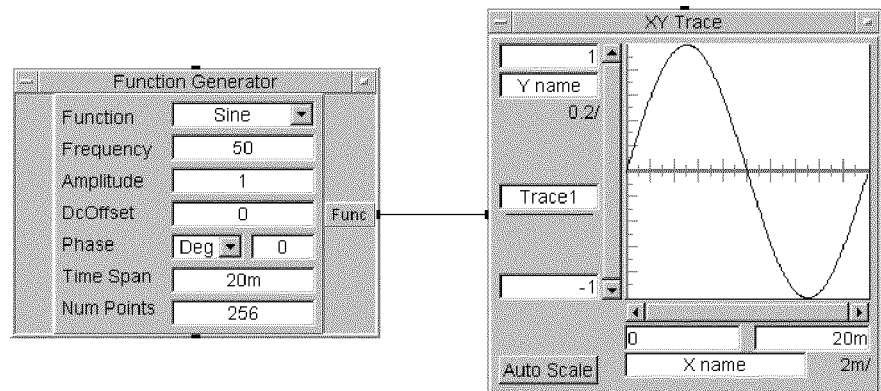 Function Generator
Function Sine
Frequency 50
Amplitude 1
DcOffset 0
Phase Deg 0
Time Span 20m
Num Points 256
Func
XY Trace
1
Y name
0.2/
Trace1
-1
0 20m
Auto Scale X name 2m/